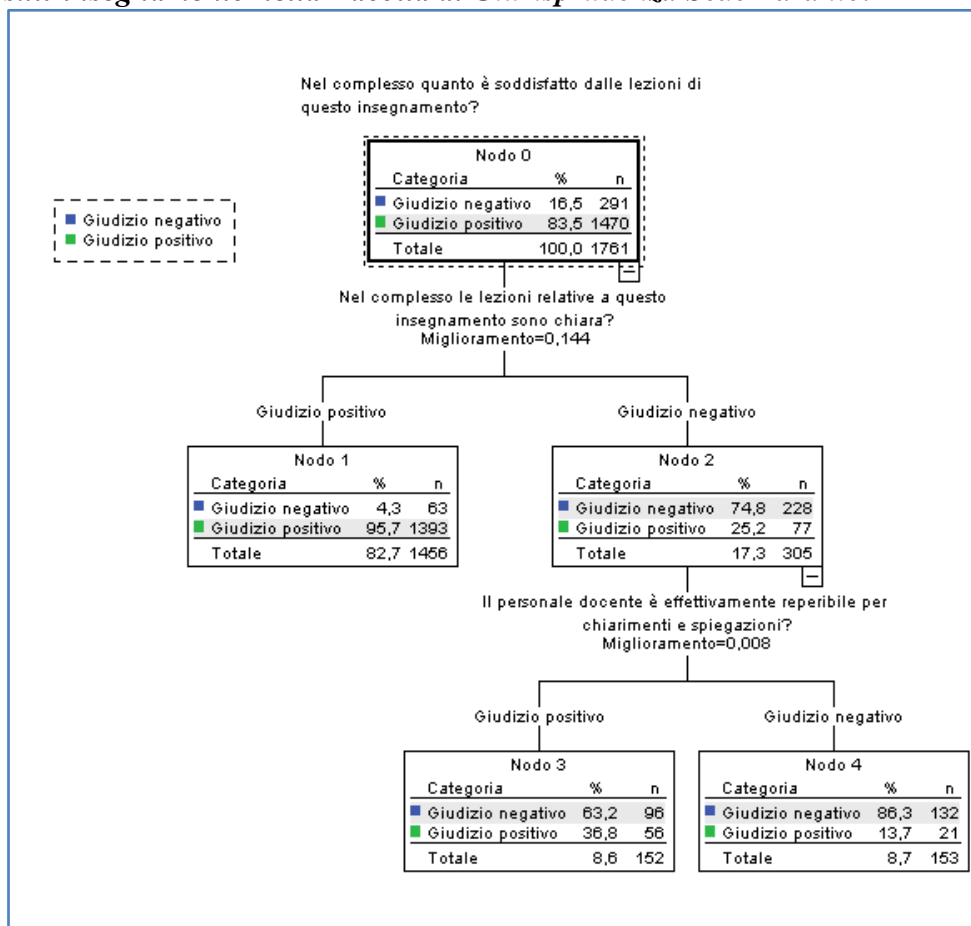 Nel complesso quanto è soddisfatto dalle lezioni di
questo insegnamento?
Nodo 0
Categoria % n
Giudizio negativo 16,5 291
Giudizio positivo 83,5 1470
Totale 100,0 1761
Giudizio negativo
Giudizio positivo
Nel complesso le lezioni relative a questo
insegnamento sono chiara?
Miglioramento=0,144
Giudizio positivo
Giudizio negativo
Nodo 1
Categoria % n
Giudizio negativo 4,3 63
Giudizio positivo 95,7 1393
Totale 82,7 1456
Nodo 2
Categoria % n
Giudizio negativo 74,8 228
Giudizio positivo 25,2 77
Totale 17,3 305
Il personale docente è effettivamente reperibile per
chiarimenti e spiegazioni?
Miglioramento=0,008
Giudizio positivo
Giudizio negativo
Nodo 3
Categoria % n
Giudizio negativo 63,2 96
Giudizio positivo 36,8 56
Totale 8,6 152
Nodo 4
Categoria % n
Giudizio negativo 86,3 132
Giudizio positivo 13,7 21
Totale 8,7 153